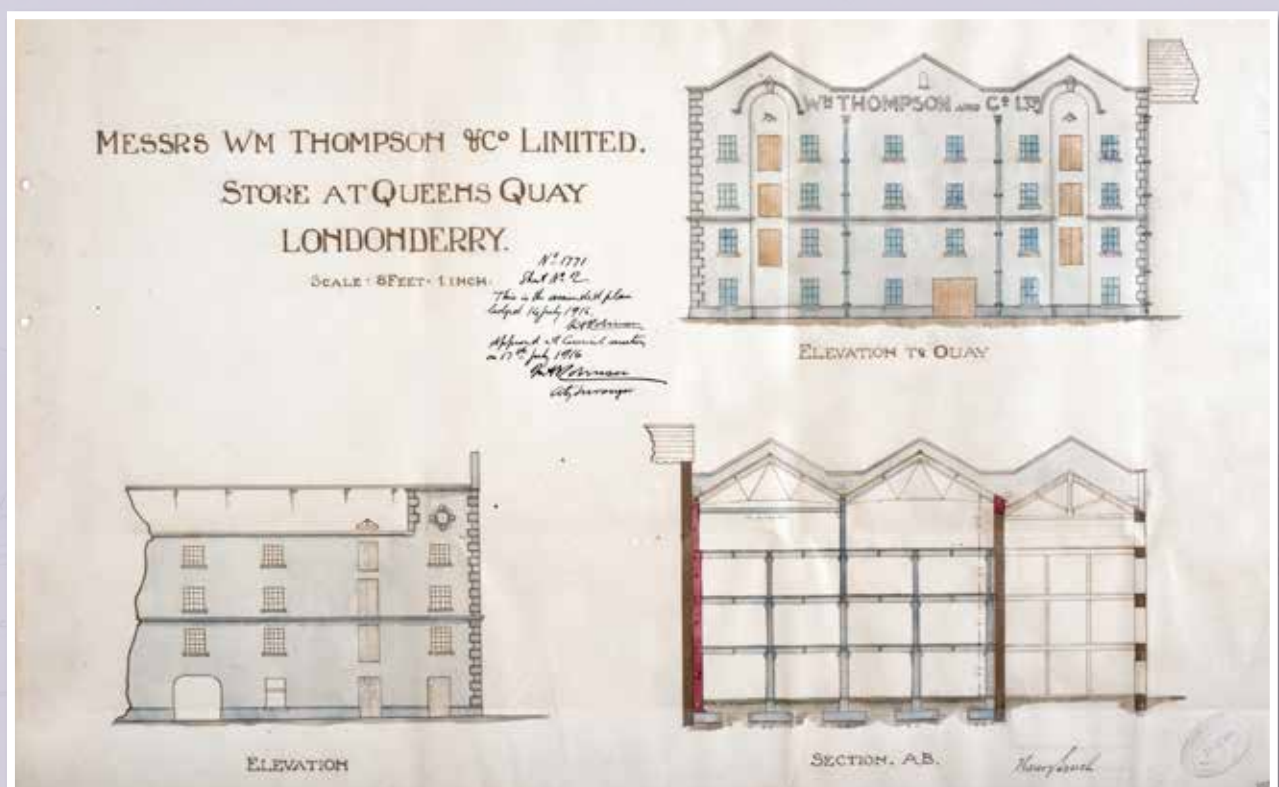 MESSRS WM THOMPSON & Co LIMITED.
STORE AT QUEENS QUAY
LONDONDERRY.
SCALE · 8 FEET · 1 INCH.
No 1771
Sheet No 2
This is the amended plan
lodged 14 July 1916
Approved at Council meeting
on 17th July 1916
City Surveyor
Wm THOMPSON AND Co LTD
ELEVATION TO QUAY
ELEVATION
SECTION. A.B.